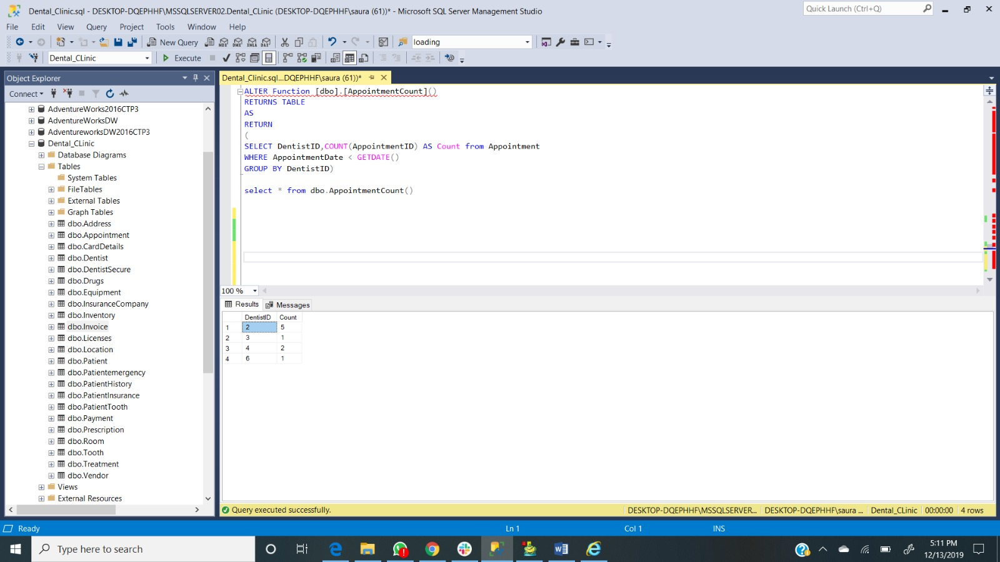 Dental_Clinic.sql - DESKTOP-DQEPHHF\MSSQLSERVER02.Dental_CLinic (DESKTOP-DQEPHHF\saura (61))* - Microsoft SQL Server Management Studio
Quick Launch (Ctrl+Q)
File Edit View Query Project Tools Window Help
New Query
MDX DMX XMLA DAX
loading
Dental_CLinic
Execute
Object Explorer
Dental_Clinic.sql...DQEPHHF\saura (61))*
Connect
AdventureWorks2016CTP3
AdventureWorksDW
AdventureworksDW2016CTP3
Dental_CLinic
Database Diagrams
Tables
System Tables
FileTables
External Tables
Graph Tables
dbo.Address
dbo.Appointment
dbo.CardDetails
dbo.Dentist
dbo.DentistSecure
dbo.Drugs
dbo.Equipment
dbo.InsuranceCompany
dbo.Inventory
dbo.Invoice
dbo.Licenses
dbo.Location
dbo.Patient
dbo.Patientemergency
dbo.PatientHistory
dbo.PatientInsurance
dbo.PatientTooth
dbo.Payment
dbo.Prescription
dbo.Room
dbo.Tooth
dbo.Treatment
dbo.Vendor
Views
External Resources
ALTER Function [dbo].[AppointmentCount]()
RETURNS TABLE
AS
RETURN
(
SELECT DentistID,COUNT(AppointmentID) AS Count from Appointment
WHERE AppointmentDate < GETDATE()
GROUP BY DentistID)
select * from dbo.AppointmentCount()
100 %
Results Messages
DentistID Count
1 2 5
2 3 1
3 4 2
4 6 1
Query executed successfully.
DESKTOP-DQEPHHF\MSSQLSERVER... DESKTOP-DQEPHHF\saura ... Dental_CLinic 00:00:00 4 rows
Ready
Ln 1 Col 1 INS
Type here to search
5:11 PM
12/13/2019